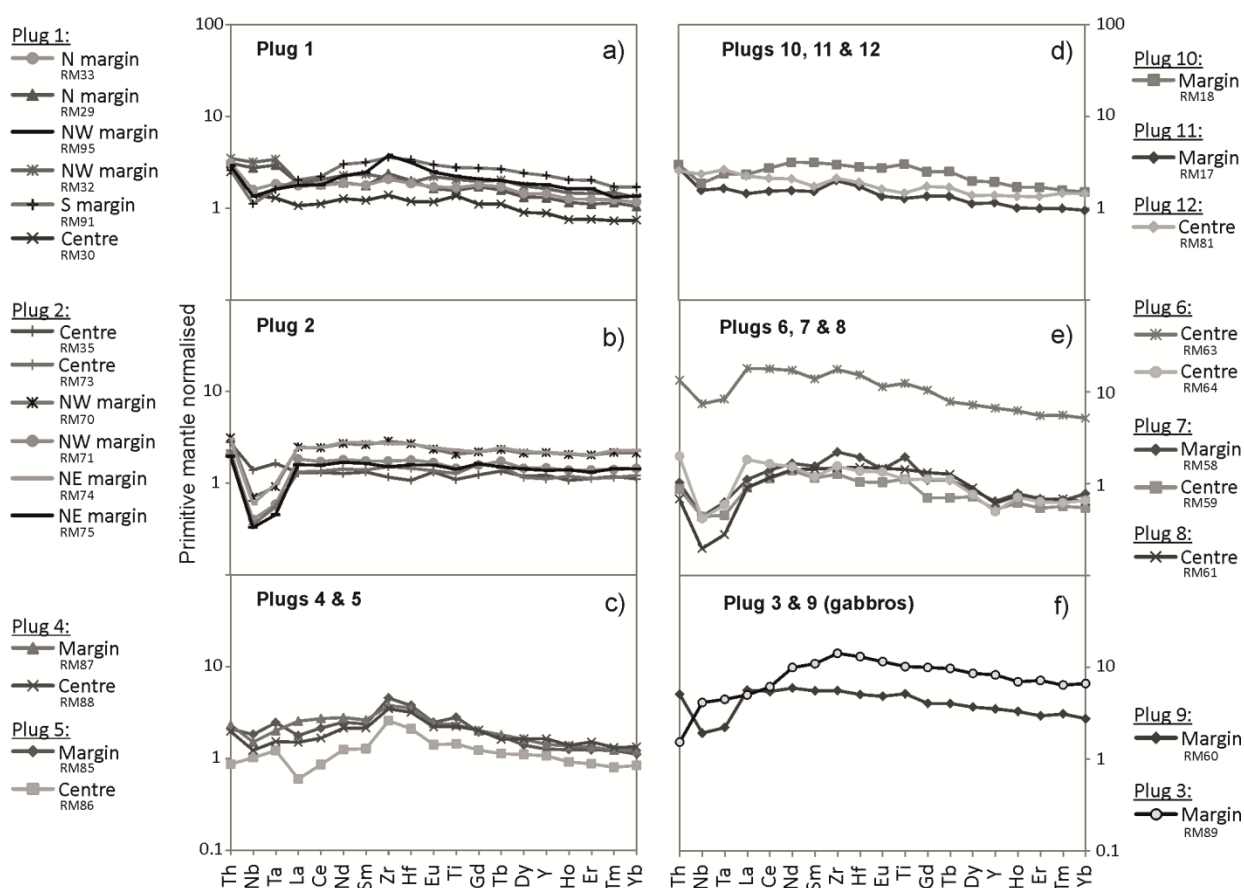 Plug 1:
N margin
RM33
N margin
RM29
NW margin
RM95
NW margin
RM32
S margin
RM91
Centre
RM30
Plug 2:
Centre
RM35
Centre
RM73
NW margin
RM70
NW margin
RM71
NE margin
RM74
NE margin
RM75
Plug 4:
Margin
RM87
Centre
RM88
Plug 5:
Margin
RM85
Centre
RM86
Primitive mantle normalised
100
10
1
10
1
10
1
0.1
Plug 1
a)
Plug 2
b)
Plugs 4 & 5
c)
Th Nb Ta La Ce Nd Sm Zr Hf Eu Ti Gd Tb Dy Y Ho Er Tm Yb
Plugs 10, 11 & 12
d)
Plugs 6, 7 & 8
e)
Plug 3 & 9 (gabbros)
f)
Th Nb Ta La Ce Nd Sm Zr Hf Eu Ti Gd Tb Dy Y Ho Er Tm Yb
100
10
1
10
1
10
1
0.1
Plug 10:
Margin
RM18
Plug 11:
Margin
RM17
Plug 12:
Centre
RM81
Plug 6:
Centre
RM63
Centre
RM64
Plug 7:
Margin
RM58
Centre
RM59
Plug 8:
Centre
RM61
Plug 9:
Margin
RM60
Plug 3:
Margin
RM89